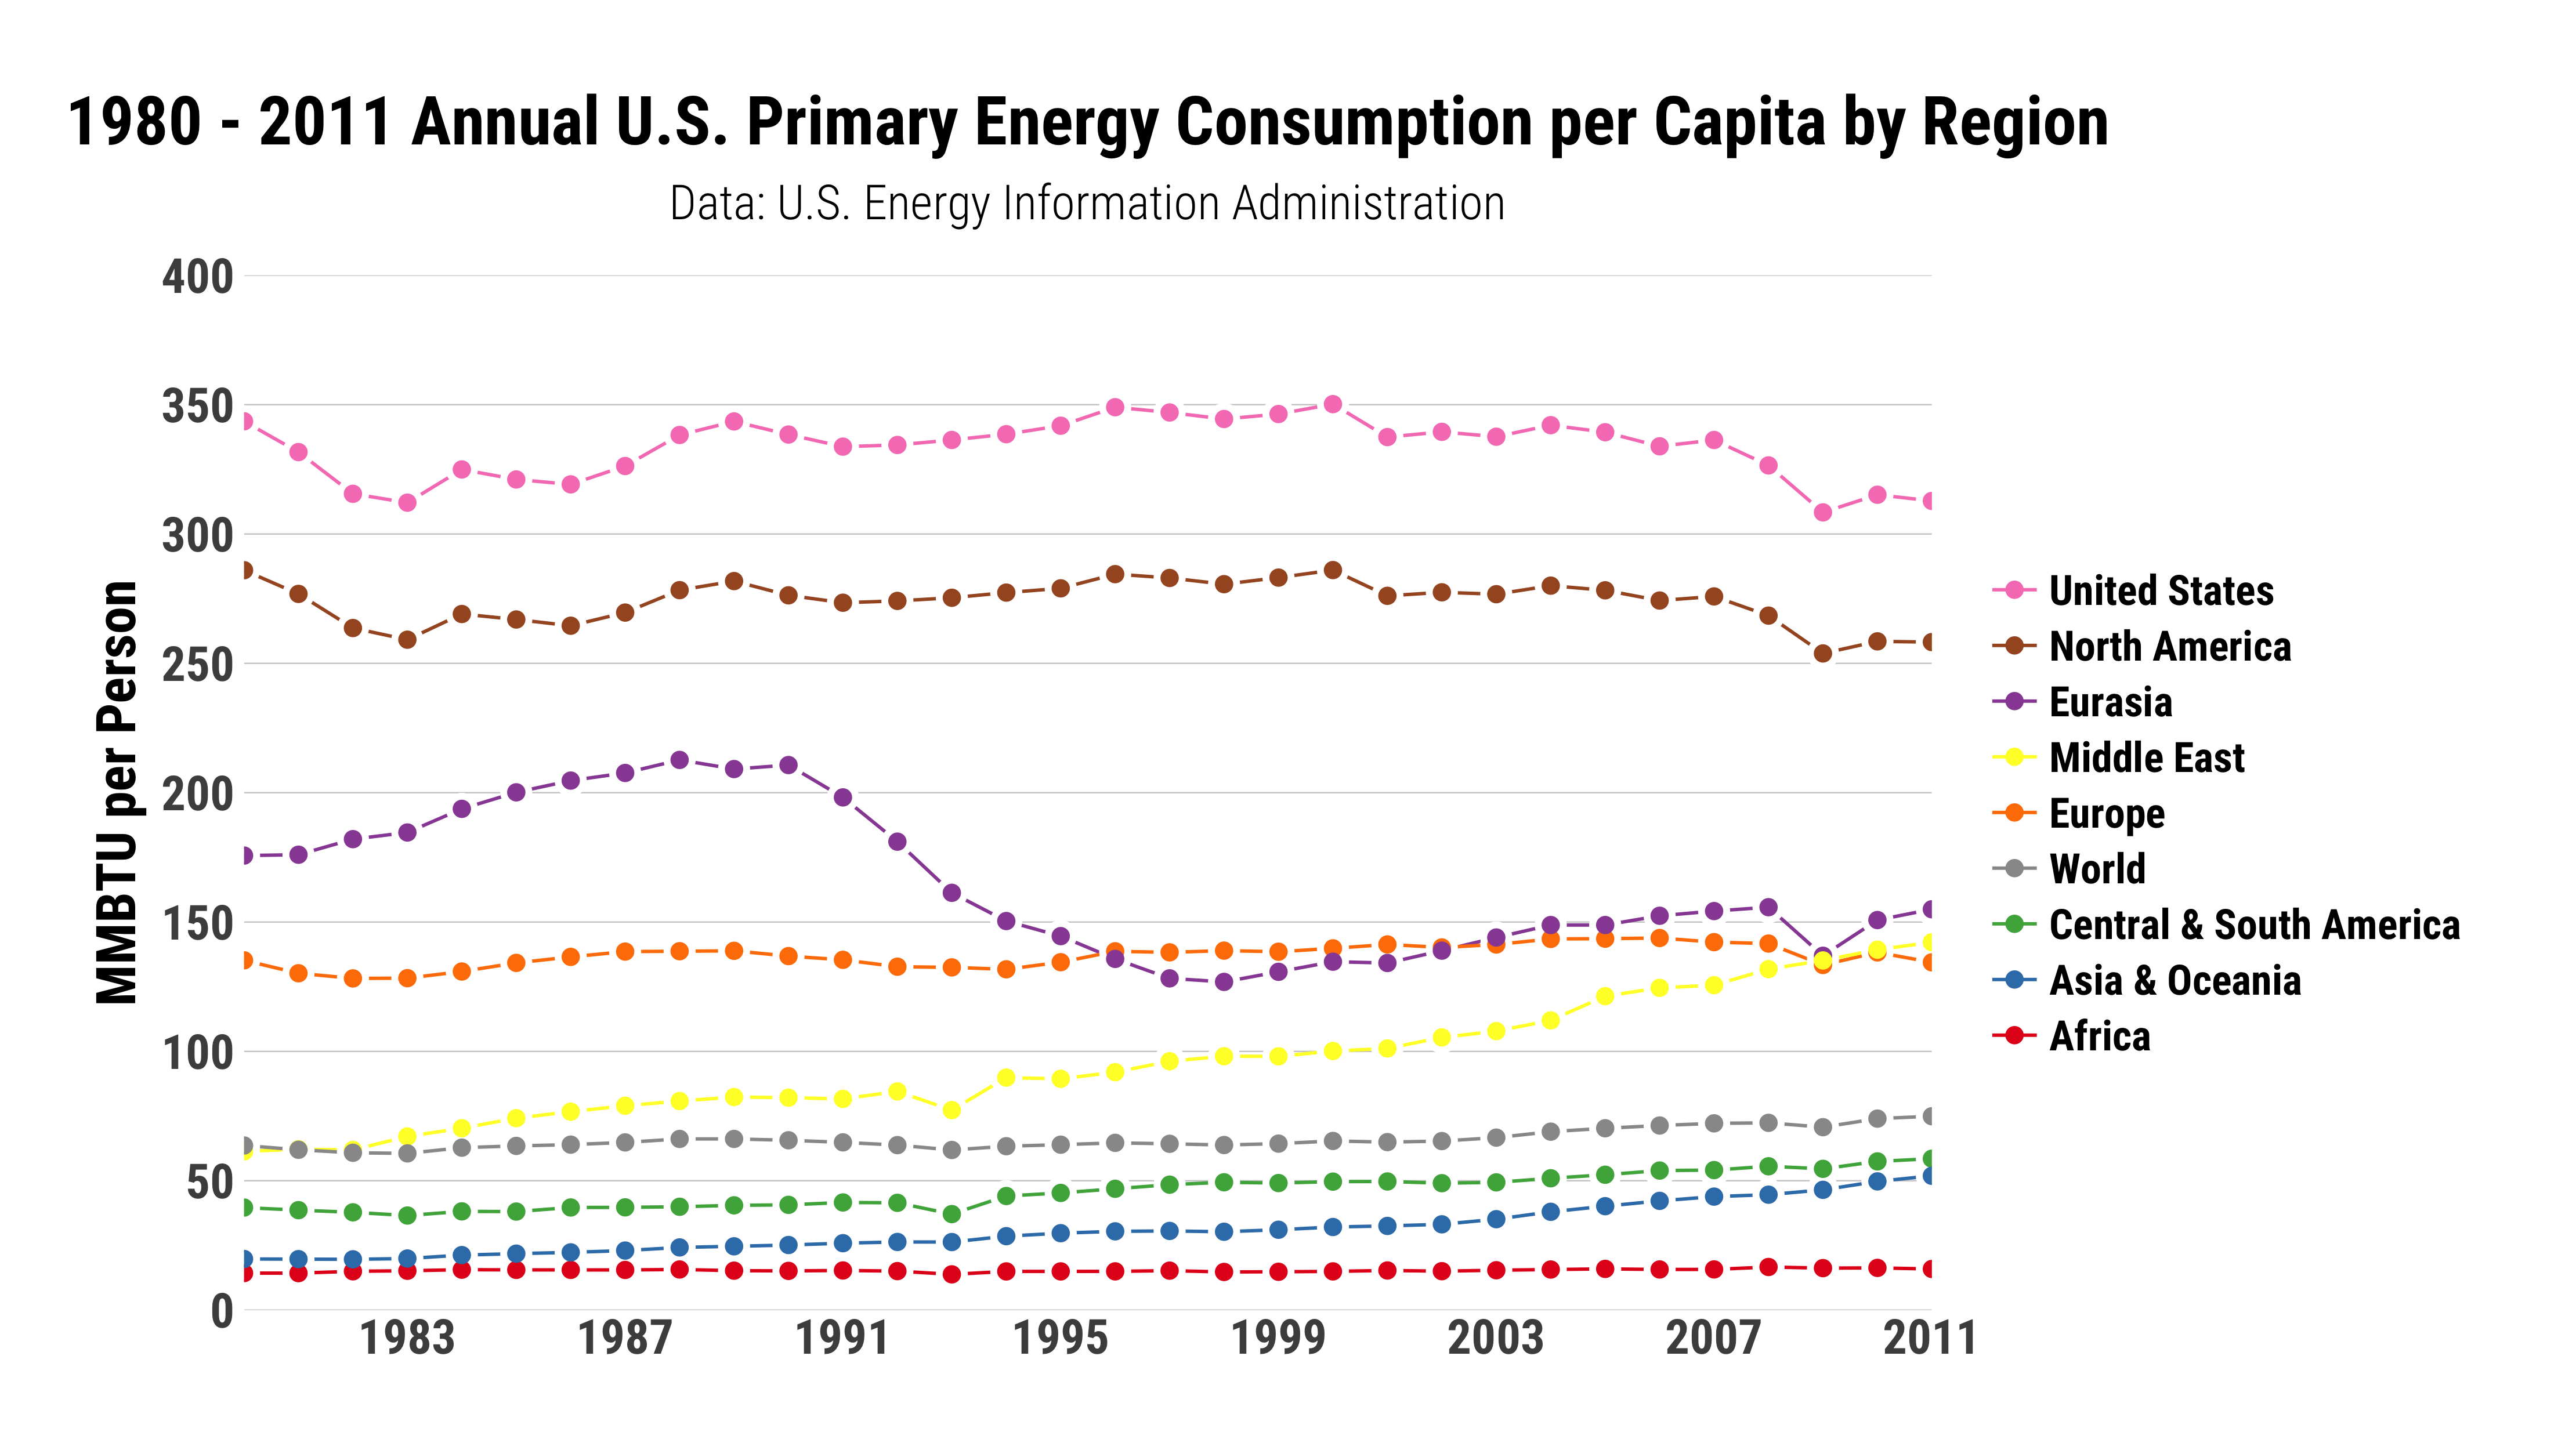 1980 - 2011 Annual U.S. Primary Energy Consumption per Capita by Region
Data: U.S. Energy Information Administration
MMBTU per Person
400
350
300
250
200
150
100
50
0
1983 1987 1991 1995 1999 2003 2007 2011
United States
North America
Eurasia
Middle East
Europe
World
Central & South America
Asia & Oceania
Africa